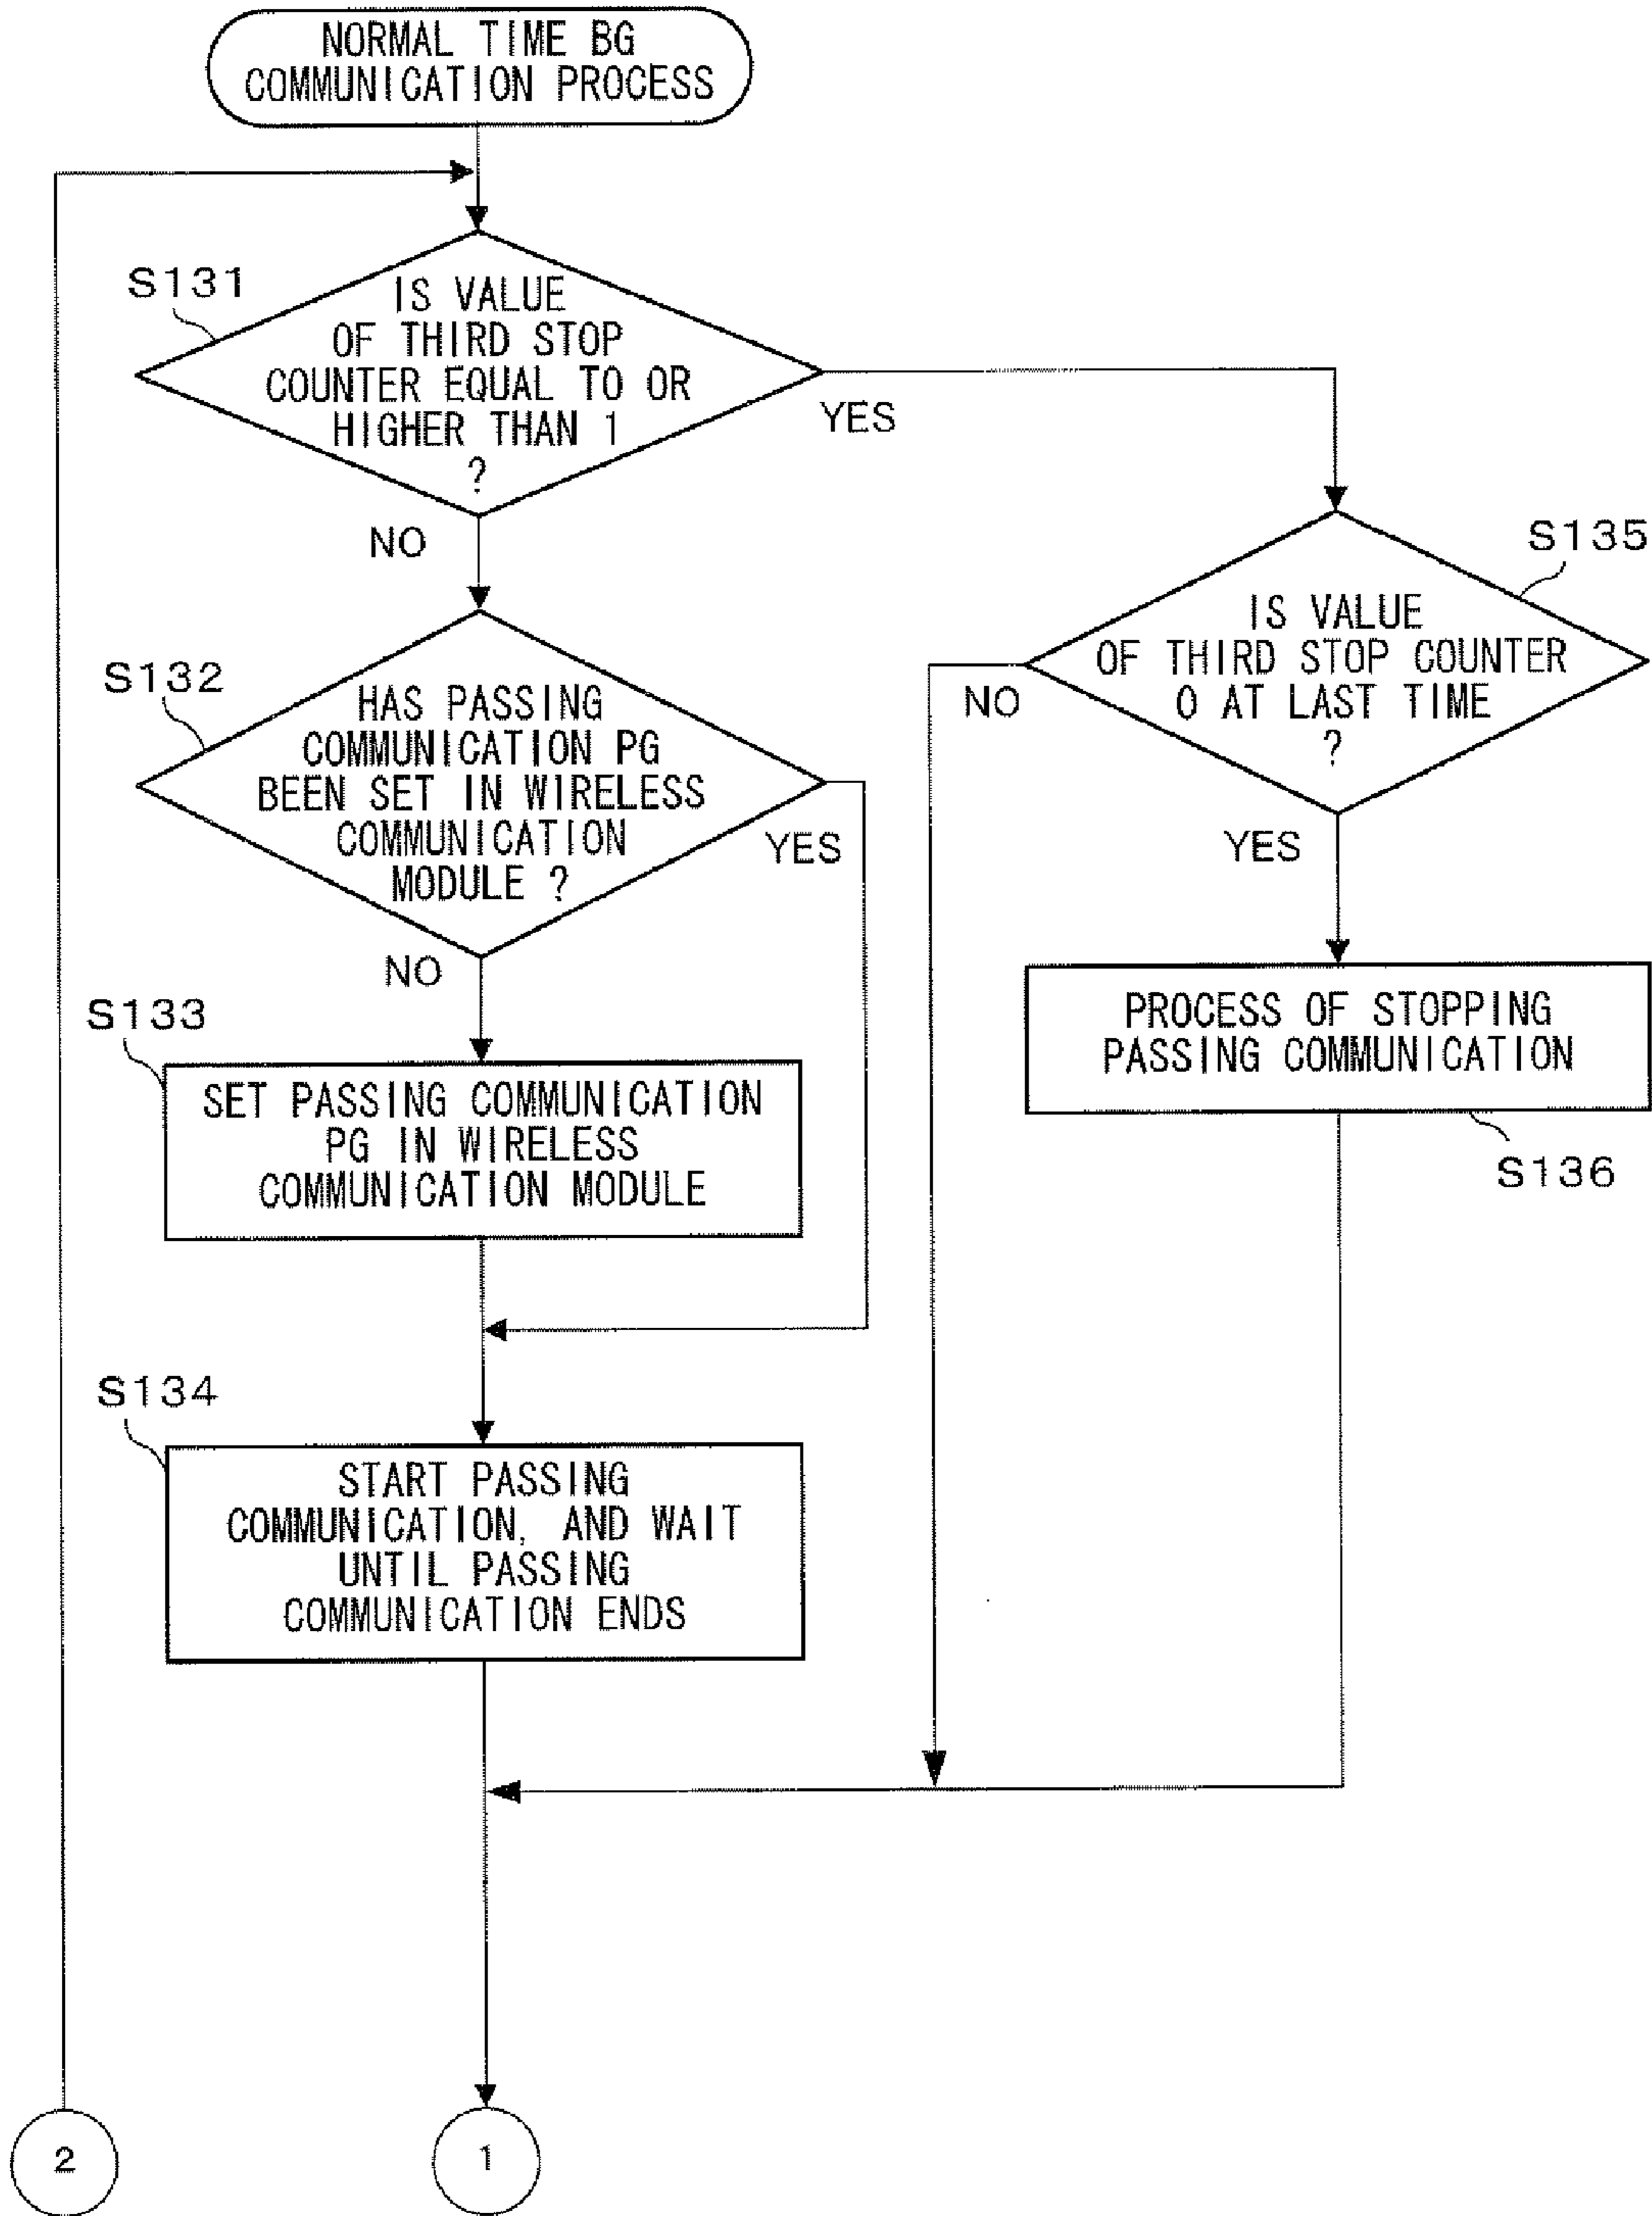 NORMAL TIME BG
COMMUNICATION PROCESS
S131
IS VALUE
OF THIRD STOP
COUNTER EQUAL TO OR
HIGHER THAN 1
?
YES
NO
S135
IS VALUE
OF THIRD STOP COUNTER
0 AT LAST TIME
?
NO
YES
S132
HAS PASSING
COMMUNICATION PG
BEEN SET IN WIRELESS
COMMUNICATION
MODULE ?
YES
NO
PROCESS OF STOPPING
PASSING COMMUNICATION
S136
S133
SET PASSING COMMUNICATION
PG IN WIRELESS
COMMUNICATION MODULE
S134
START PASSING
COMMUNICATION, AND WAIT
UNTIL PASSING
COMMUNICATION ENDS
2
1